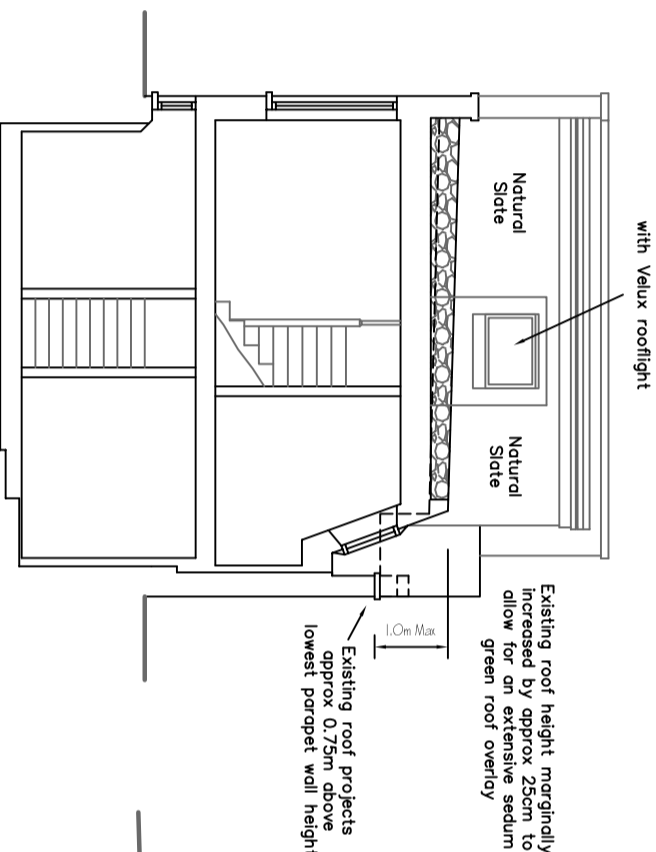 with Velux rooflight
Natural
Slate
Natural
Slate
Existing roof height marginally
increased by approx 25cm to
allow for an extensive sedum
green roof overlay
1.0m Max
Existing roof projects
approx 0.75m above
lowest parapet wall height